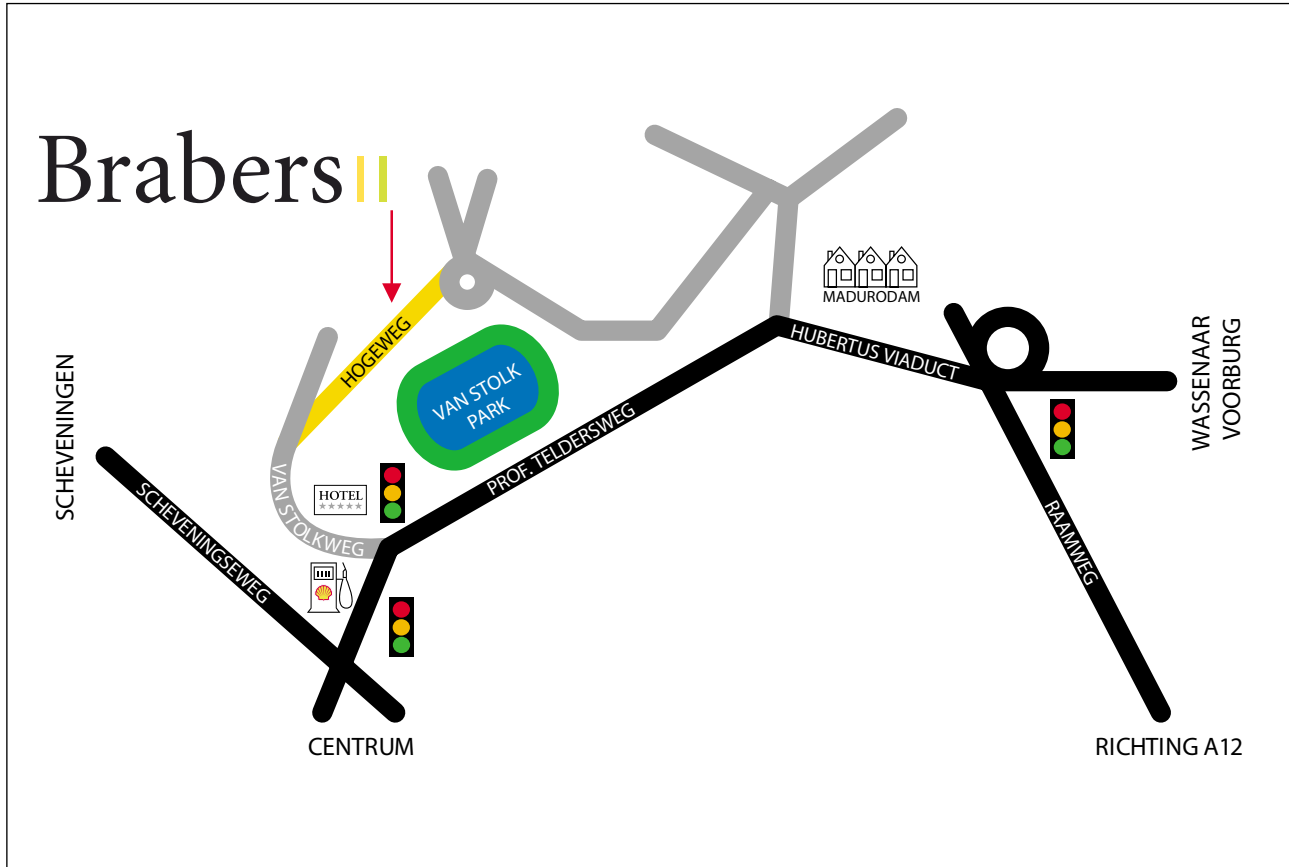 Brabers
MADURODAM
HOGEWEG
HUBERTUS VIADUCT
WASSENAAR
VOORBURG
SCHEVENINGEN
VAN STOLK
PARK
PROF. TELDERSWEG
VAN STOLKWEG
HOTEL
SCHEVENINGSEWEG
RAAMWEG
CENTRUM
RICHTING A12